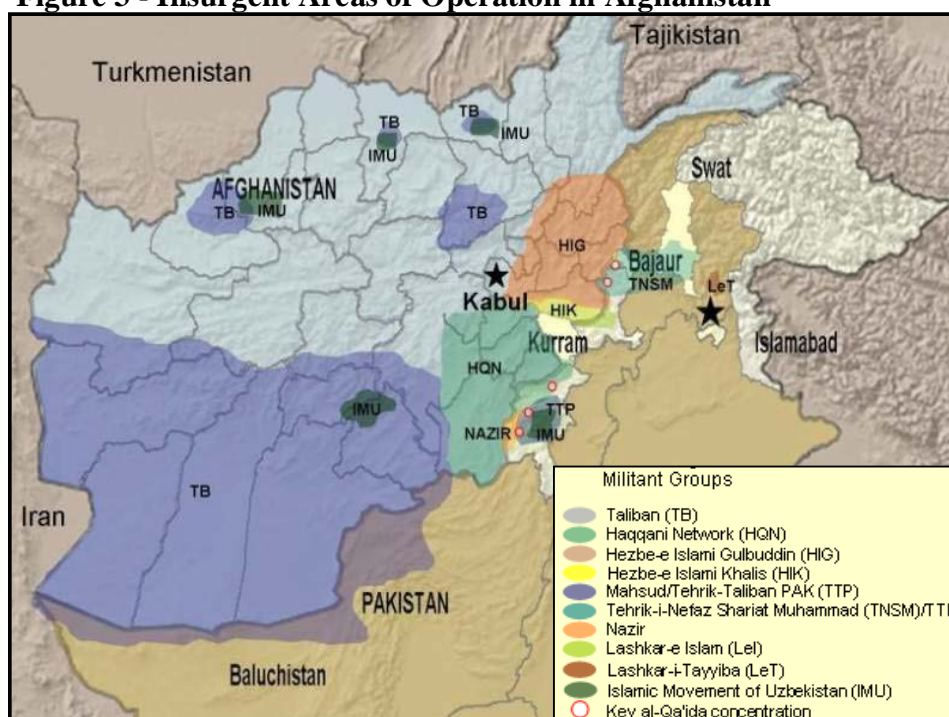 Figure 3 - Insurgent Areas of Operation in Afghanistan
Turkmenistan
Tajikistan
TB
IMU
TB
IMU
Swat
AFGHANISTAN
TB
IMU
TB
HIG
Bajaur
TNSM
LeT
Kabul
HIK
Kurram
Islamabad
HQN
IMU
TTP
NAZIR
IMU
TB
Iran
PAKISTAN
Baluchistan
Militant Groups
Taliban (TB)
Haqqani Network (HQN)
Hezbe-e Islami Gulbuddin (HIG)
Hezbe-e Islami Khalis (HIK)
Mahsud/Tehrik-Taliban PAK (TTP)
Tehrik-i-Nefaz Shariat Muhammad (TNSM)/TTP
Nazir
Lashkar-e Islam (LeI)
Lashkar-i-Tayyiba (LeT)
Islamic Movement of Uzbekistan (IMU)
Key al-Qa'ida concentration